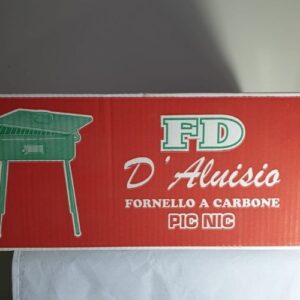 FD
D'Aluisio
FORNELLO A CARBONE
PIC NIC